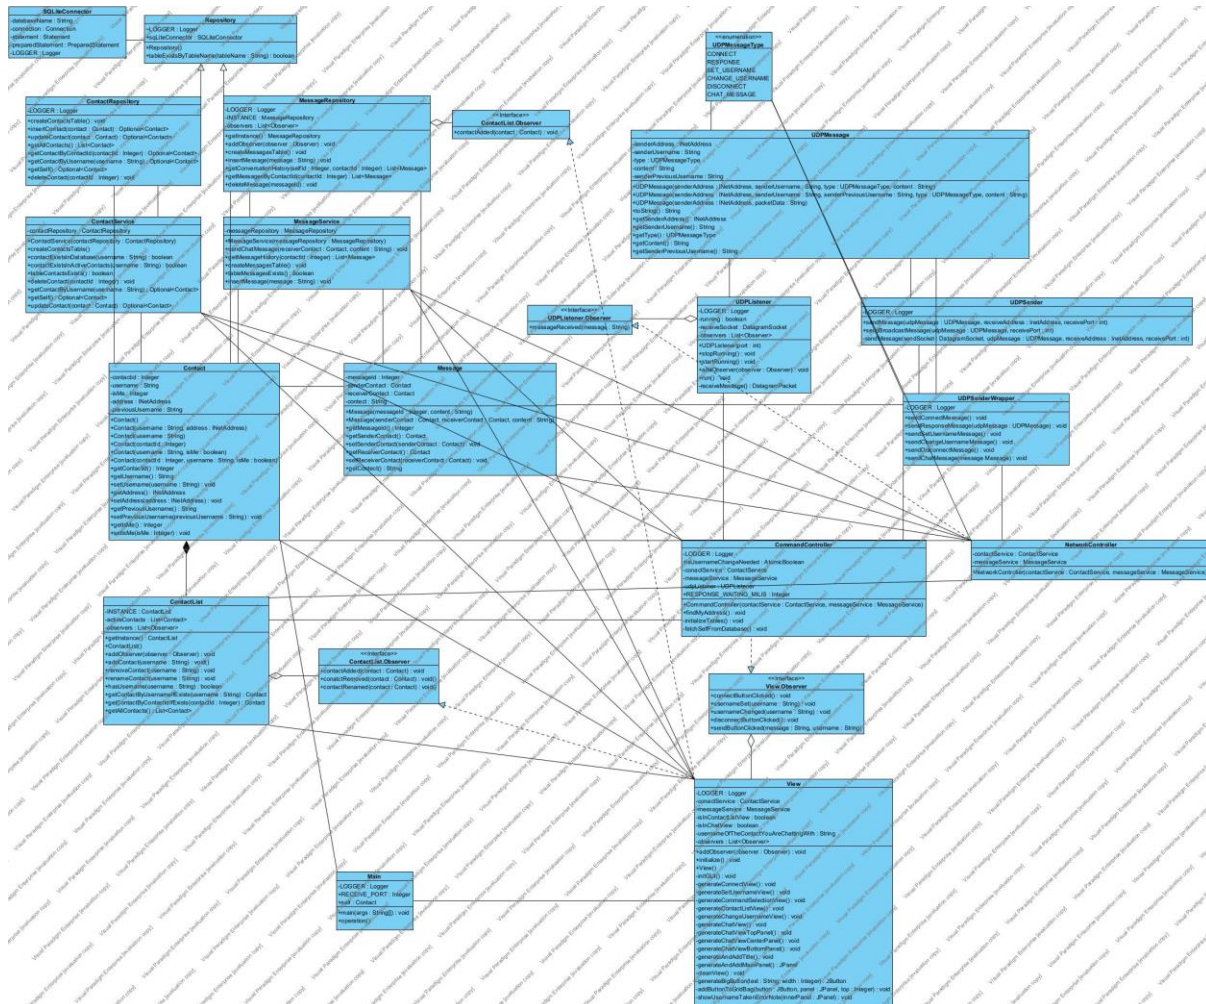 SQLiteConnector
-databaseName : String
-connection : Connection
-statement : Statement
-preparedStatement : PreparedStatement
-LOGGER : Logger
Repository
-LOGGER : Logger
+sqLiteConnector : SQLiteConnector
+Repository()
+tableExistsByTableName(tableName : String) : boolean
<<enumeration>>
UDPMessageType
CONNECT
RESPONSE
SET_USERNAME
CHANGE_USERNAME
DISCONNECT
CHAT_MESSAGE
ContactRepository
-LOGGER : Logger
+createContactsTable() : void
+insertContact(contact : Contact) : Optional<Contact>
+updateContact(contact : Contact) : Optional<Contact>
+getAllContacts() : List<Contact>
+getContactByContactId(contactId : Integer) : Optional<Contact>
+getContactByUsername(username : String) : Optional<Contact>
+getSelf() : Optional<Contact>
+deleteContact(contactId : Integer)
MessageRepository
-LOGGER : Logger
-INSTANCE : MessageRepository
-observers : List<Observer>
+getInstance() : MessageRepository
+addObserver(observer : Observer) : void
+createMessagesTable() : void
+insertMessage(message : String) : void
+getConversationHistory(selfId : Integer, contactId : Integer) : List<Message>
+getMessagesByContactId(contactId : Integer) : List<Message>
+deleteMessage(messageId) : void
<<Interface>>
ContactList.Observer
+contactAdded(contact : Contact) : void
UDPMessage
-senderAddress : INetAddress
-senderUsername : String
-type : UDPMessageType
-content : String
-senderPreviousUsername : String
+UDPMessage(senderAddress : INetAddress, senderUsername : String, type : UDPMessageType, content : String)
+UDPMessage(senderAddress : INetAddress, senderUsername : String, senderPreviousUsername : String, type : UDPMessageType, content : String)
+UDPMessage(senderAddress : INetAddress, packetData : String)
+toString() : String
+getSenderAddress() : INetAddress
+getSenderUsername() : String
+getType() : UDPMessageType
+getContent() : String
+getSenderPreviousUsername() : String
ContactService
-contactRepository : ContactRepository
+ContactService(contactRepository : ContactRepository)
+createContactsTable()
+contactExistsInDatabase(username : String) : boolean
+contactExistsInActiveContacts(username : String) : boolean
+tableContactsExists() : boolean
+deleteContact(contactId : Integer) : void
+getContactByUsername(username : String) : Optional<Contact>
+getSelf() : Optional<Contact>
+updateContact(contact : Contact) : Optional<Contact>
MessageService
-messageRepository : MessageRepository
+MessageService(messageRepository : MessageRepository)
+sendChatMessage(receiverContact : Contact, content : String) : void
+getMessageHistory(contactId : Integer) : List<Message>
+createMessagesTable() : void
+tableMessagesExists() : boolean
+insertMessage(message : String) : void
<<Interface>>
UDPListener.Observer
+messageReceived(message : String)
UDPListener
-LOGGER : Logger
-running : boolean
-receiveSocket : DatagramSocket
-observers : List<Observer>
+UDPListener(port : int)
+stopRunning() : void
+startRunning() : void
+addObserver(observer : Observer) : void
+run() : void
-receiveMessage() : DatagramPacket
UDPSender
-LOGGER : Logger
+sendMessage(udpMessage : UDPMessage, receiveAddress : InetAddress, receivePort : int)
+sendBroadcastMessage(udpMessage : UDPMessage, receivePort : int)
-sendMessage(sendSocket : DatagramSocket, udpMessage : UDPMessage, receiveAddress : InetAddress, receivePort : int)
Contact
-contactId : Integer
-username : String
-isMe : Integer
-address : INetAddress
-previousUsername : String
+Contact()
+Contact(username : String, address : INetAddress)
+Contact(username : String)
+Contact(contactId : Integer)
+Contact(username : String, isMe : boolean)
+Contact(contactId : Integer, username : String, isMe : boolean)
+getContactId() : Integer
+getUsername() : String
+setUsername(username : String) : void
+getAddress() : INetAddress
+setAddress(address : INetAddress) : void
+getPreviousUsername() : String
+setPreviousUsername(previousUsername : String) : void
+getIsMe() : Integer
+setIsMe(isMe : Integer) : void
Message
-messageId : Integer
-senderContact : Contact
-receiverContact : Contact
-content : String
+Message(messageId : Integer, content : String)
+Message(senderContact : Contact, receiverContact : Contact, content : String)
+getMessageId() : Integer
+getSenderContact() : Contact
+setSenderContact(senderContact : Contact) : void
+getReceiverContact() : Contact
+setReceiverContact(receiverContact : Contact) : void
+getContent() : String
UDPSenderWrapper
-LOGGER : Logger
+sendConnectMessage() : void
+sendResponseMessage(udpMessage : UDPMessage) : void
+sendSetUsernameMessage() : void
+sendChangeUsernameMessage() : void
+sendDisconnectMessage() : void
+sendChatMessage(message Message) : void
CommandController
-LOGGER : Logger
+isUsernameChangeNeeded : AtomicBoolean
-contactService : ContactService
-messageService : MessageService
-udpListener : UDPListener
+RESPONSE_WAITING_MILIS : Integer
+CommandController(contactService : ContactService, messageService : MessageService)
+findMyAddress() : void
-initializeTables() : void
-fetchSelfFromDatabase() : void
NetworkController
-contactService : ContactService
-messageService : MessageService
+NetworkController(contactService : ContactService, messageService : MessageService)
ContactList
-INSTANCE : ContactList
-activeContacts : List<Contact>
-observers : List<Observer>
+getInstance() : ContactList
+ContactList()
+addObserver(observer : Observer) : void
+addContact(username : String) : void()
+removeContact(username : String) : void
+renameContact(username : String) : void
+hasUsername(username : String) : boolean
+getContactByUsernameIfExists(username : String) : Contact
+getContactByContactIdIfExists(contactId : Integer) : Contact
+getAllContacts() : List<Contact>
<<Interface>>
ContactList.Observer
+contactAdded(contact : Contact) : void
+contactRemoved(contact : Contact) : void()
+contactRenamed(contact : Contact) : void()
<<Interface>>
View.Observer
+connectButtonClicked() : void
+usernameSet(username : String) : void
+usernameChanged(username : String) : void
+disconnectButtonClicked() : void
+sendButtonClicked(message : String, username : String)
View
-LOGGER : Logger
-contactService : ContactService
-messageService : MessageService
-isInContactListView : boolean
-isInChatView : boolean
-usernameOfTheContactYouAreChattingWith : String
-observers : List<Observer>
+addObserver(observer : Observer) : void
+initialize() : void
+View()
-initGUI() : void
-generateConnectView() : void
-generateSetUsernameView() : void
-generateCommandSelectionView() : void
-generateContactListView() : void
-generateChangeUsernameView() : void
-generateChatView() : void
-generateChatViewTopPanel() : void
-generateChatViewCenterPanel() : void
-generateChatViewBottomPanel() : void
-generateAndAddTitle() : void
-generateAndAddMainPanel() : JPanel
-cleanView() : void
-generateBigButton(text : String, width : Integer) : JButton
-addButtonToGridBag(button : JButton, panel : JPanel, top : Integer) : void
-showUsernameTakenErrorNote(innerPanel : JPanel) : void
Main
-LOGGER : Logger
+RECEIVE_PORT : Integer
+self : Contact
+main(args : String[]) : void
+operation()
Visual Paradigm Enterprise [evaluation copy]